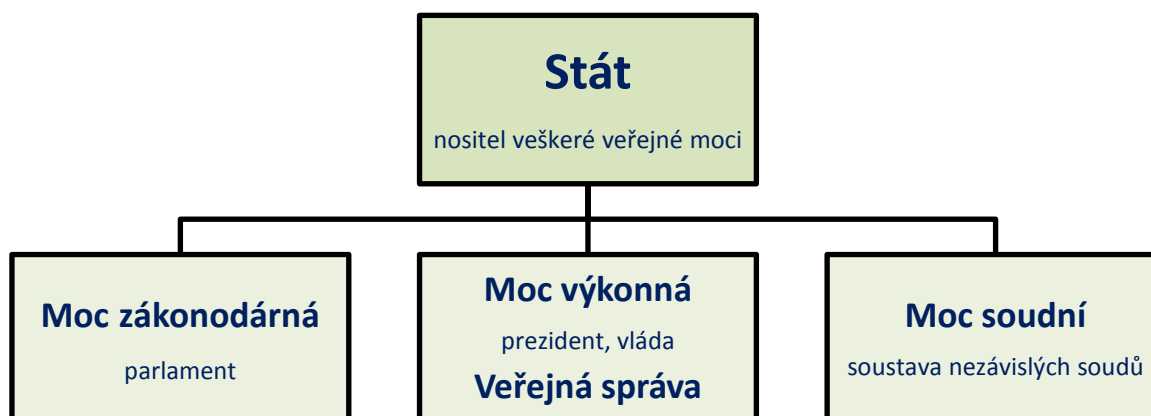 Stát
nositel veškeré veřejné moci
Moc zákonodárná
parlament
Moc výkonná
prezident, vláda
Veřejná správa
Moc soudní
soustava nezávislých soudů